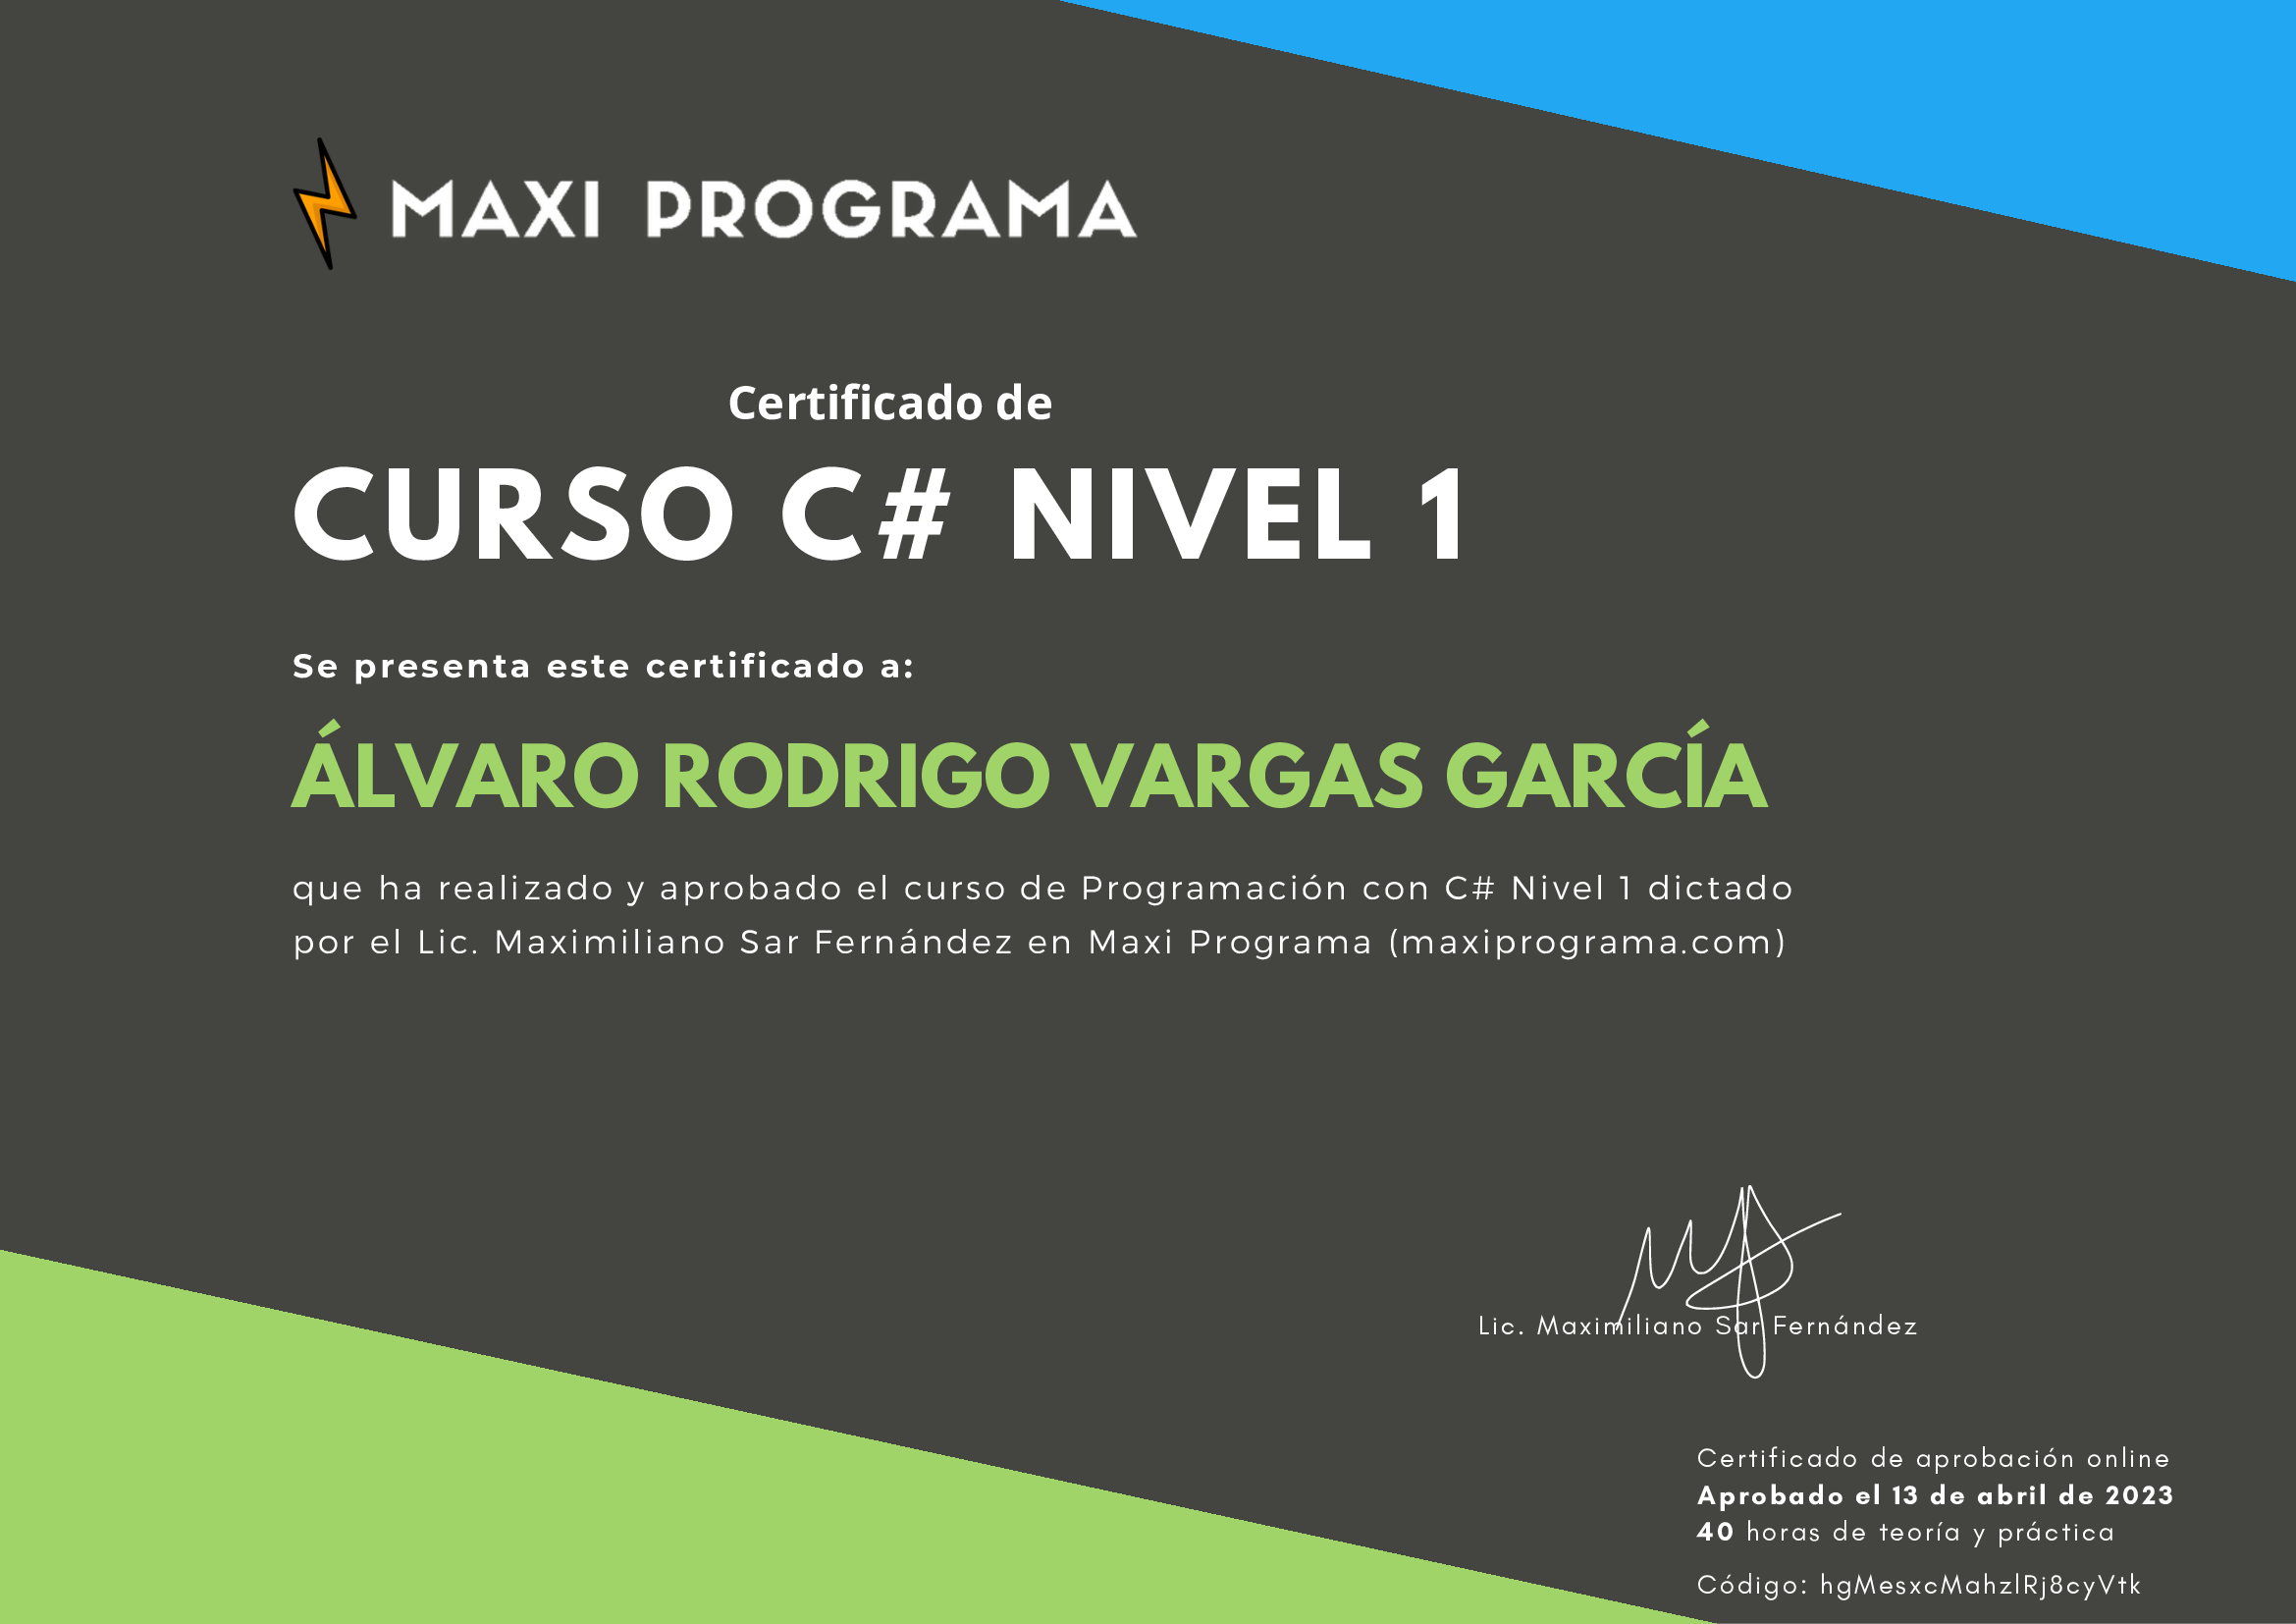 MAXI PROGRAMA
Certificado de
CURSO C# NIVEL 1
Se presenta este certificado a:
ÁLVARO RODRIGO VARGAS GARCÍA
que ha realizado y aprobado el curso de Programación con C# Nivel 1 dictado
por el Lic. Maximiliano Sar Fernández en Maxi Programa (maxiprograma.com)
Lic. Maximiliano Sar Fernández
Certificado de aprobación online
Aprobado el 13 de abril de 2023
40 horas de teoría y práctica
Código: hgMesxcMahzlRj8cyVtk